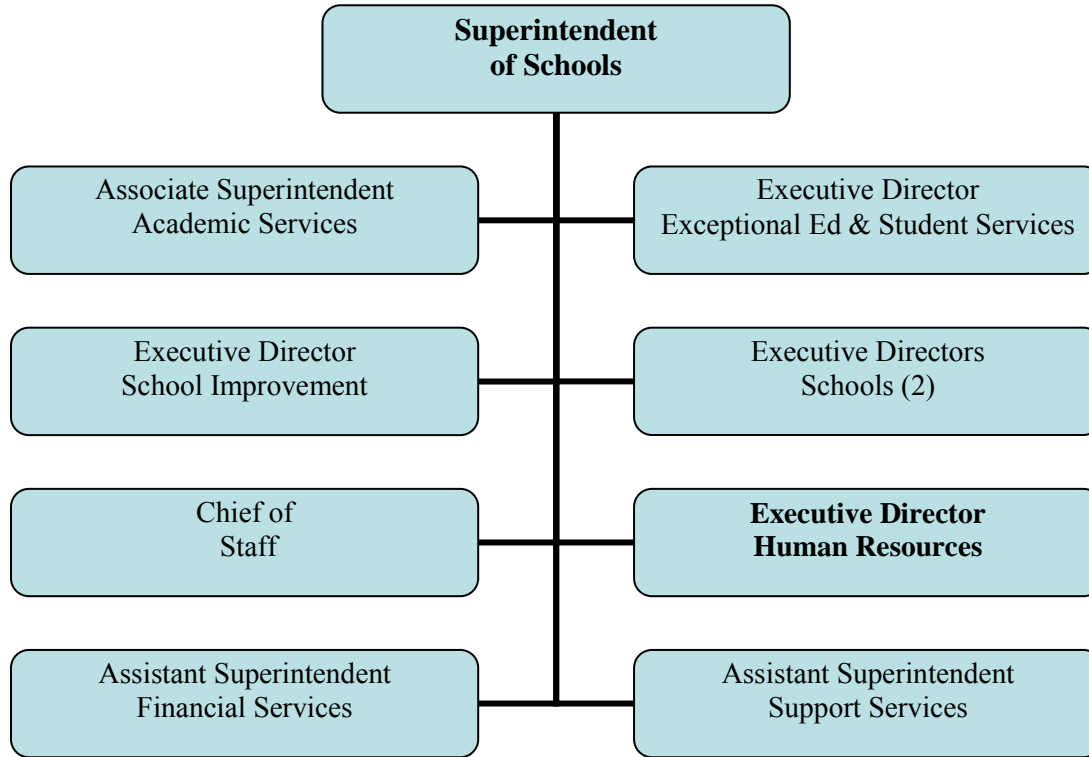 Superintendent
of Schools
Associate Superintendent
Academic Services
Executive Director
Exceptional Ed & Student Services
Executive Director
School Improvement
Executive Directors
Schools (2)
Chief of
Staff
Executive Director
Human Resources
Assistant Superintendent
Financial Services
Assistant Superintendent
Support Services